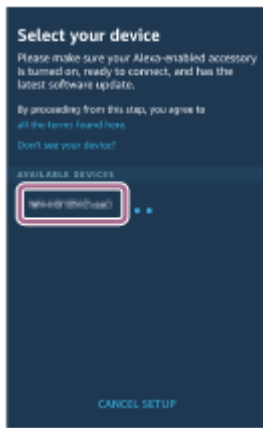 Select your device
Please make sure your Alexa-enabled accessory
is turned on, ready to connect, and has the
latest software update.
By proceeding from this step, you agree to
all the terms found here.
Don't see your device?
AVAILABLE DEVICES
CANCEL SETUP